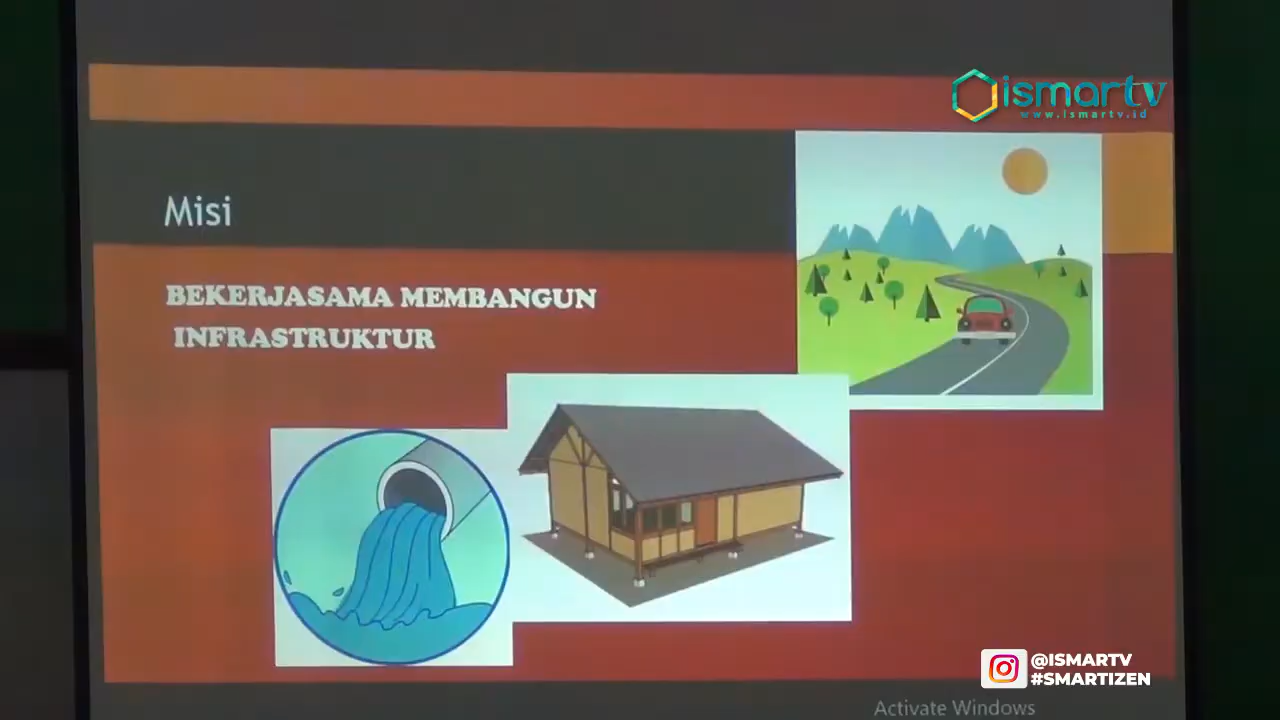 ismartv
www.ismartv.id
Misi
BEKERJASAMA MEMBANGUN
INFRASTRUKTUR
@ISMARTV
#SMARTIZEN
Activate Windows